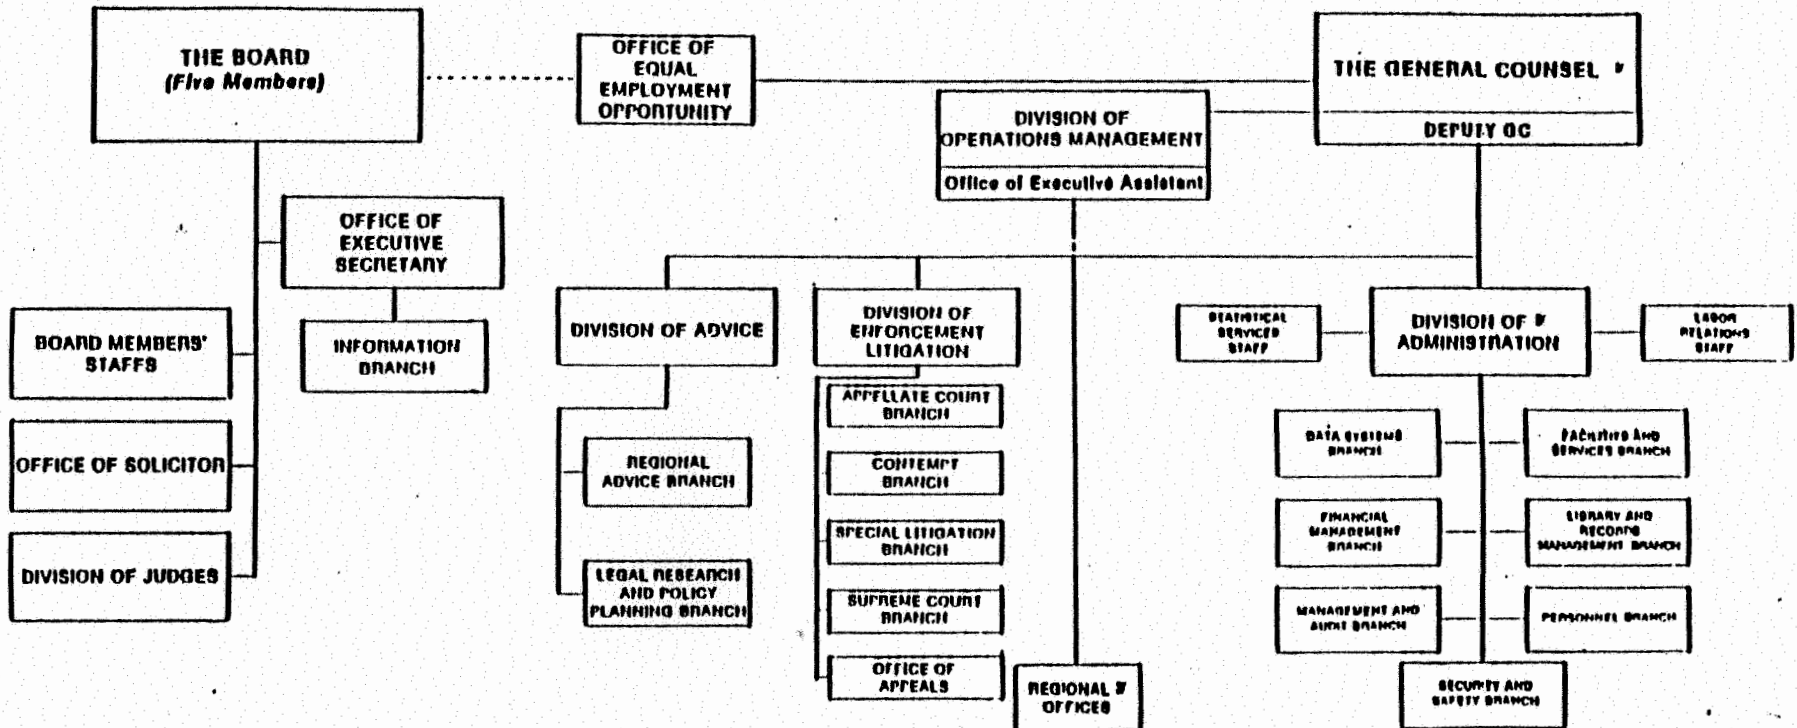 THE BOARD
(Five Members)
OFFICE OF
EQUAL
EMPLOYMENT
OPPORTUNITY
THE GENERAL COUNSEL
DEPUTY GC
DIVISION OF
OPERATIONS MANAGEMENT
Office of Executive Assistant
OFFICE OF
EXECUTIVE
SECRETARY
INFORMATION
BRANCH
BOARD MEMBERS'
STAFFS
OFFICE OF SOLICITOR
DIVISION OF JUDGES
DIVISION OF ADVICE
REGIONAL
ADVICE BRANCH
LEGAL RESEARCH
AND POLICY
PLANNING BRANCH
DIVISION OF
ENFORCEMENT
LITIGATION
APPELLATE COURT
BRANCH
CONTEMPT
BRANCH
SPECIAL LITIGATION
BRANCH
SUPREME COURT
BRANCH
OFFICE OF
APPEALS
REGIONAL
OFFICES
STATISTICAL
SERVICES
STAFF
DIVISION OF
ADMINISTRATION
LABOR
RELATIONS
STAFF
DATA SYSTEMS
BRANCH
FACILITIES AND
SERVICES BRANCH
FINANCIAL
MANAGEMENT
BRANCH
LIBRARY AND
RECORDS
MANAGEMENT BRANCH
MANAGEMENT AND
AUDIT BRANCH
PERSONNEL BRANCH
SECURITY AND
SAFETY BRANCH